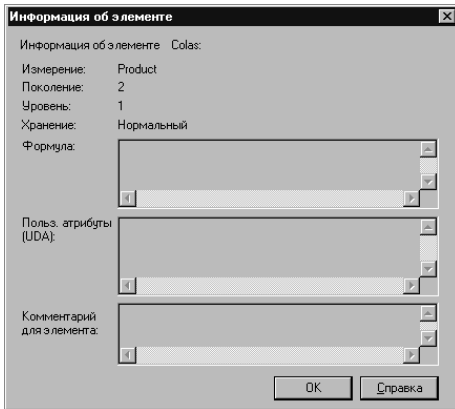 Информация об элементе
Информация об элементе Colas:
Измерение: Product
Поколение: 2
Уровень: 1
Хранение: Нормальный
Формула:
Польз. атрибуты
(UDA):
Комментарий
для элемента:
OK Справка